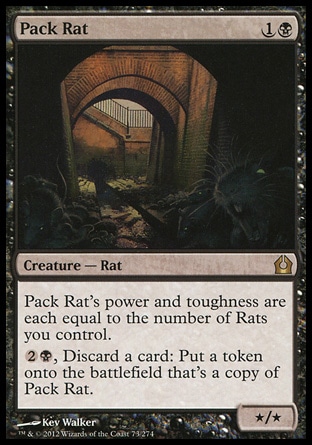 Pack Rat 1
Creature — Rat
Pack Rat's power and toughness are
each equal to the number of Rats
you control.
2, Discard a card: Put a token
onto the battlefield that's a copy of
Pack Rat.
Kev Walker
™ & © 2012 Wizards of the Coast 73/274
*/*